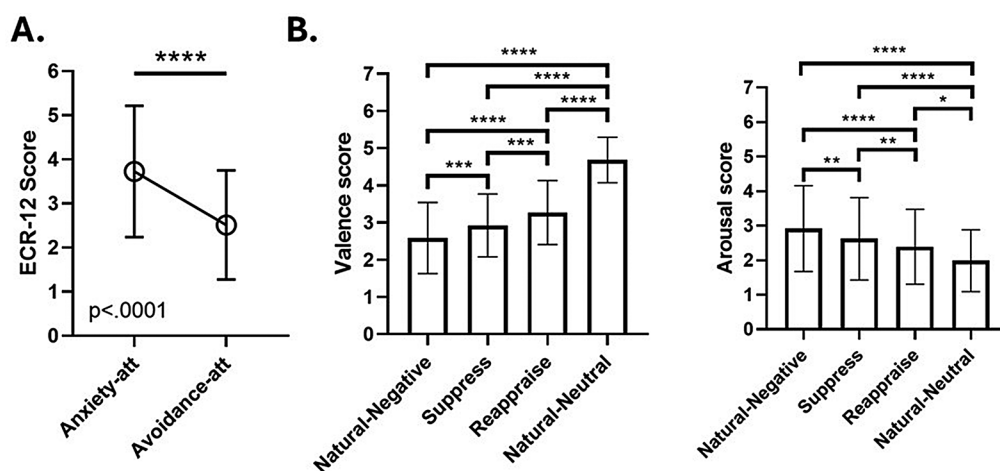 A.
****
ECR-12 Score
6
5
4
3
2
1
0
p<.0001
Anxiety-att
Avoidance-att
B.
****
****
****
****
***
***
Valence score
7
6
5
4
3
2
1
0
Natural-Negative
Suppress
Reappraise
Natural-Neutral
****
****
*
****
**
**
Arousal score
7
6
5
4
3
2
1
0
Natural-Negative
Suppress
Reappraise
Natural-Neutral